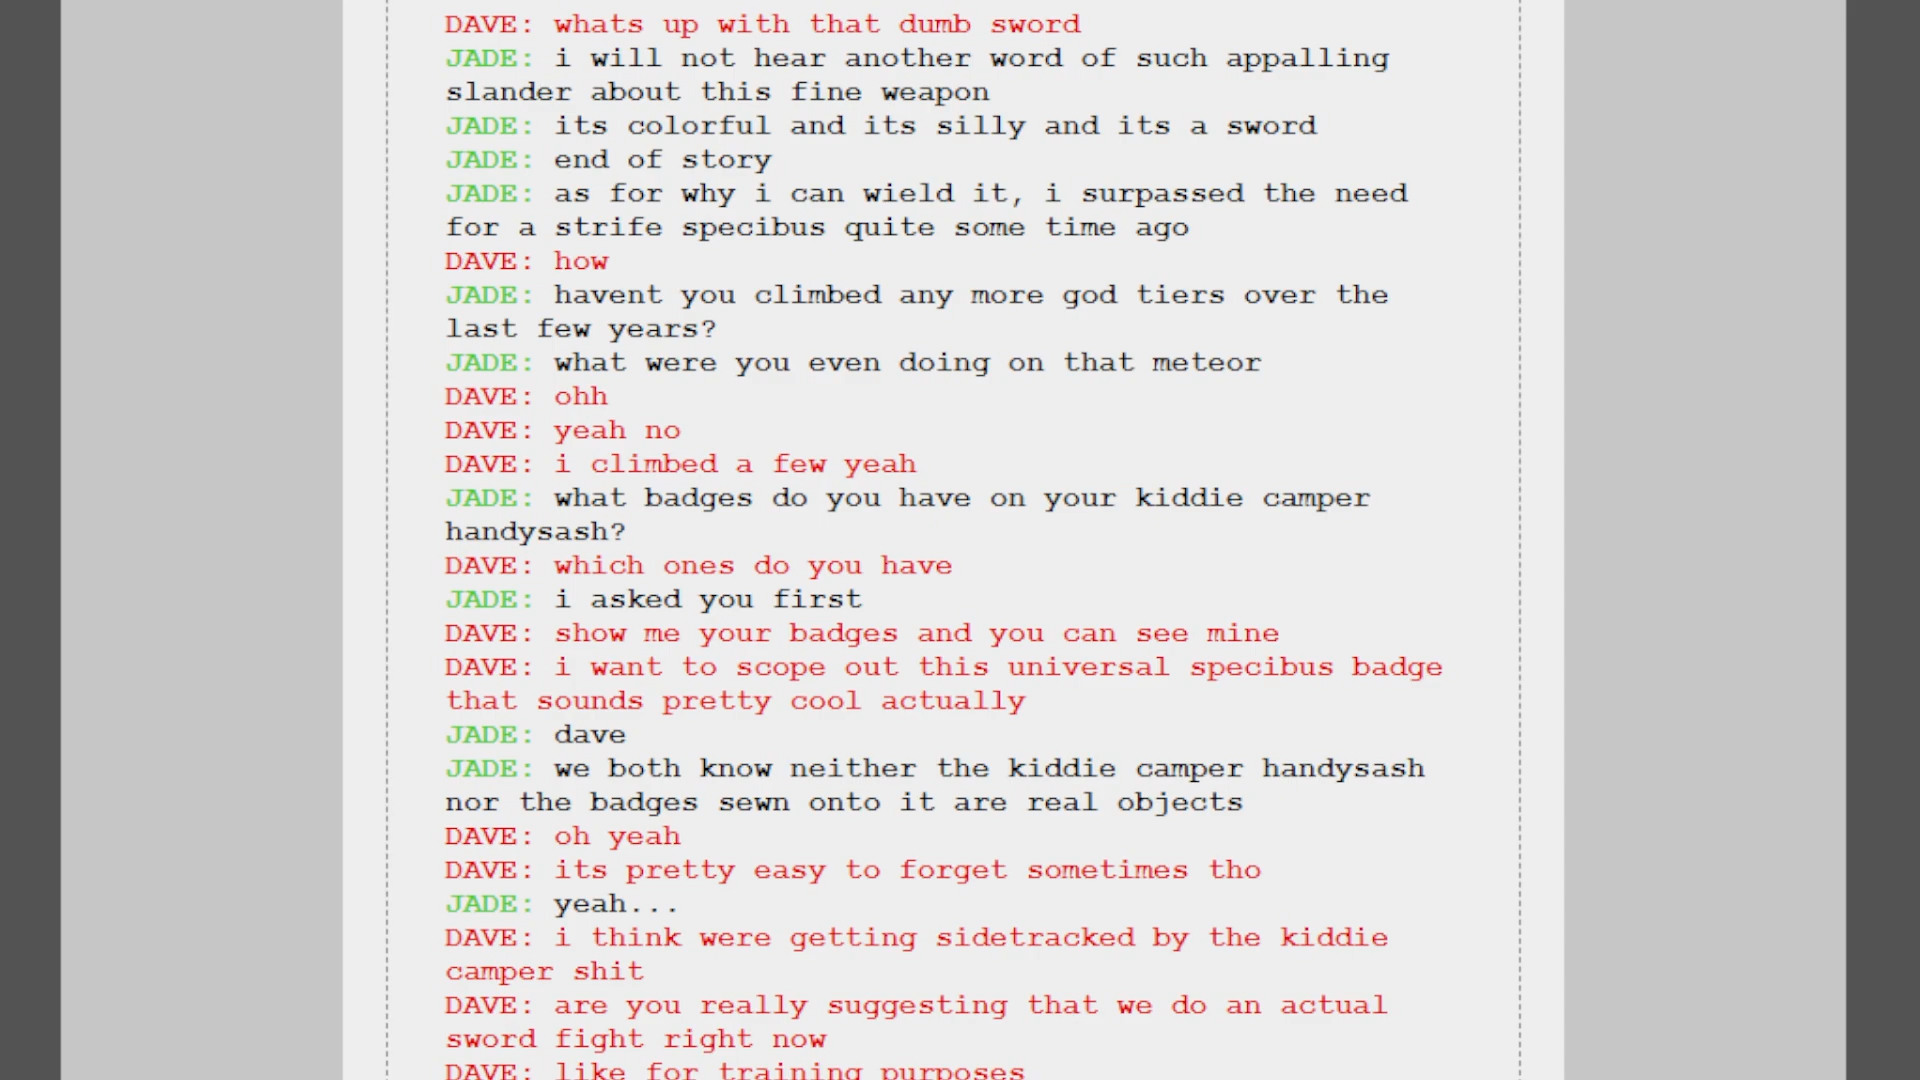 DAVE: whats up with that dumb sword
JADE: i will not hear another word of such appalling
slander about this fine weapon
JADE: its colorful and its silly and its a sword
JADE: end of story
JADE: as for why i can wield it, i surpassed the need
for a strife specibus quite some time ago
DAVE: how
JADE: havent you climbed any more god tiers over the
last few years?
JADE: what were you even doing on that meteor
DAVE: ohh
DAVE: yeah no
DAVE: i climbed a few yeah
JADE: what badges do you have on your kiddie camper
handysash?
DAVE: which ones do you have
JADE: i asked you first
DAVE: show me your badges and you can see mine
DAVE: i want to scope out this universal specibus badge
that sounds pretty cool actually
JADE: dave
JADE: we both know neither the kiddie camper handysash
nor the badges sewn onto it are real objects
DAVE: oh yeah
DAVE: its pretty easy to forget sometimes tho
JADE: yeah...
DAVE: i think were getting sidetracked by the kiddie
camper shit
DAVE: are you really suggesting that we do an actual
sword fight right now
DAVE: like for training purposes